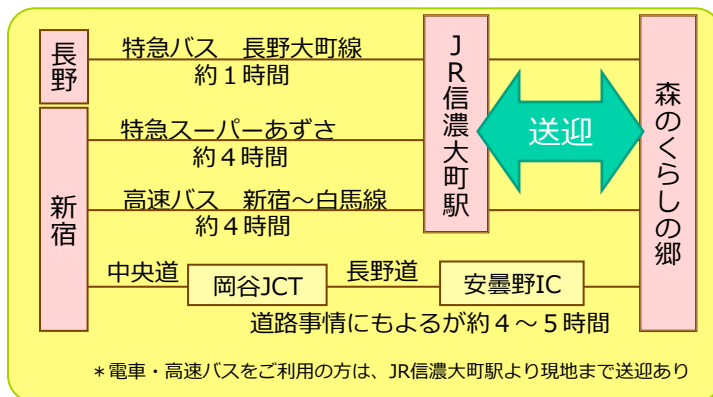 長野
特急バス　長野大町線
約１時間
JR信濃大町駅
森のくらしの郷
送迎
新宿
特急スーパーあずさ
約４時間
高速バス　新宿～白馬線
約４時間
中央道
岡谷JCT
長野道
安曇野IC
道路事情にもよるが約４～５時間
＊電車・高速バスをご利用の方は、JR信濃大町駅より現地まで送迎あり